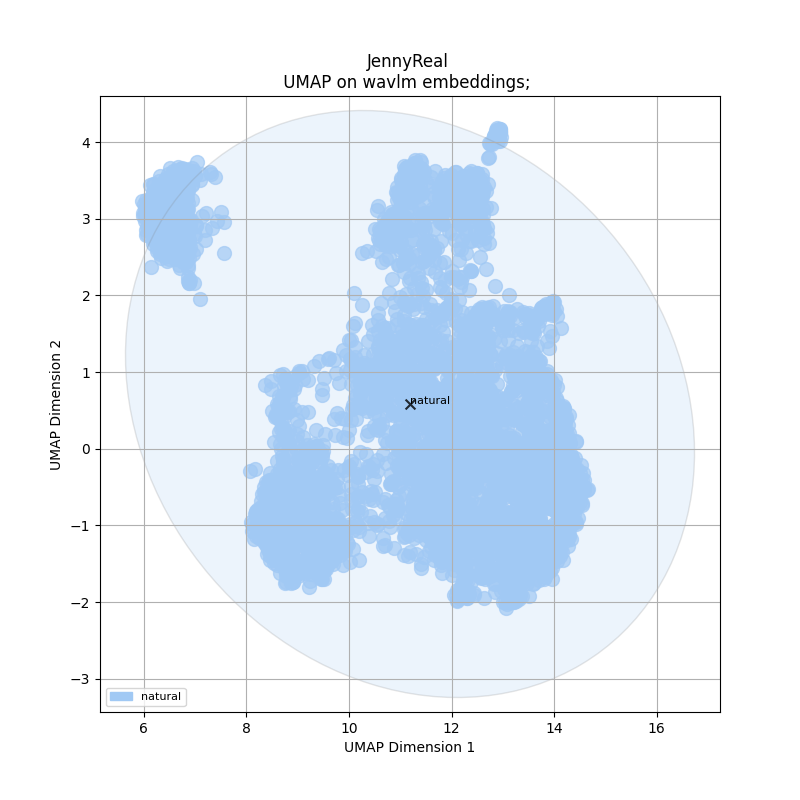 JennyReal
UMAP on wavlm embeddings;
UMAP Dimension 2
4
3
2
1
0
−1
−2
−3
natural
natural
6
8
10
12
14
16
UMAP Dimension 1